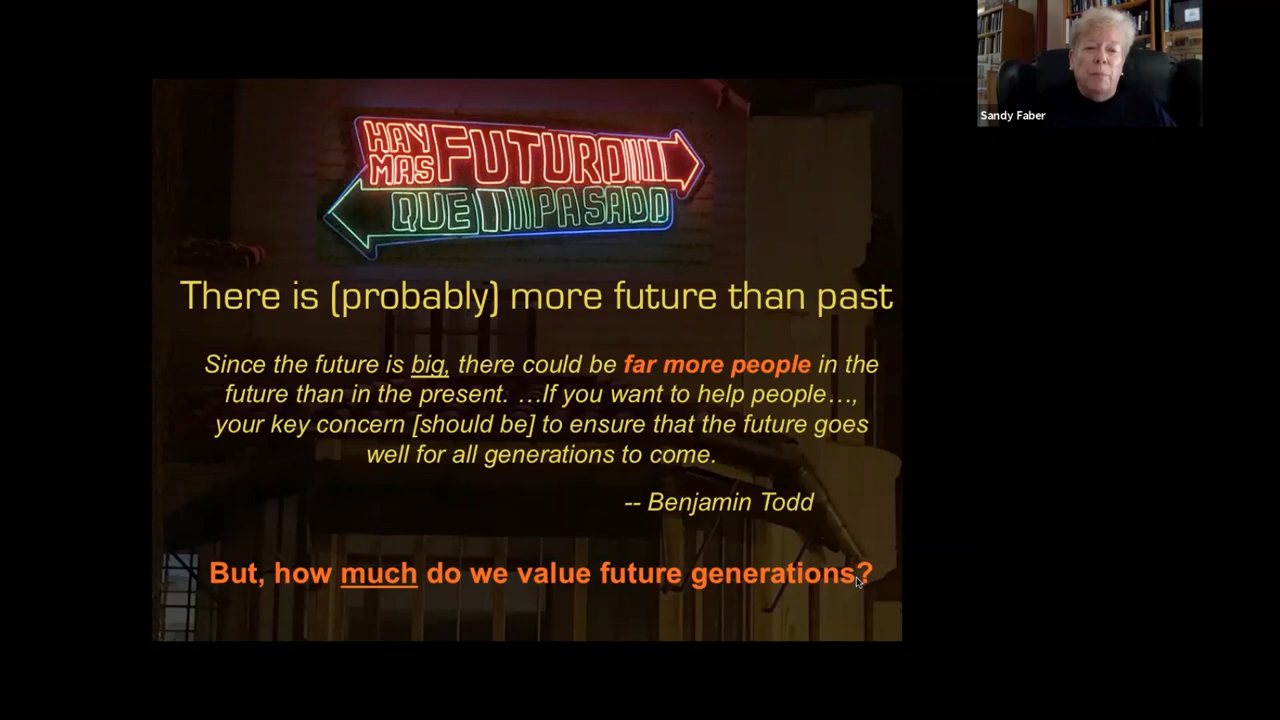 HAY
MAS
FUTURO
QUE PASADO
There is (probably) more future than past
Since the future is big, there could be far more people in the
future than in the present. …If you want to help people…,
your key concern [should be] to ensure that the future goes
well for all generations to come.
-- Benjamin Todd
But, how much do we value future generations?
Sandy Faber